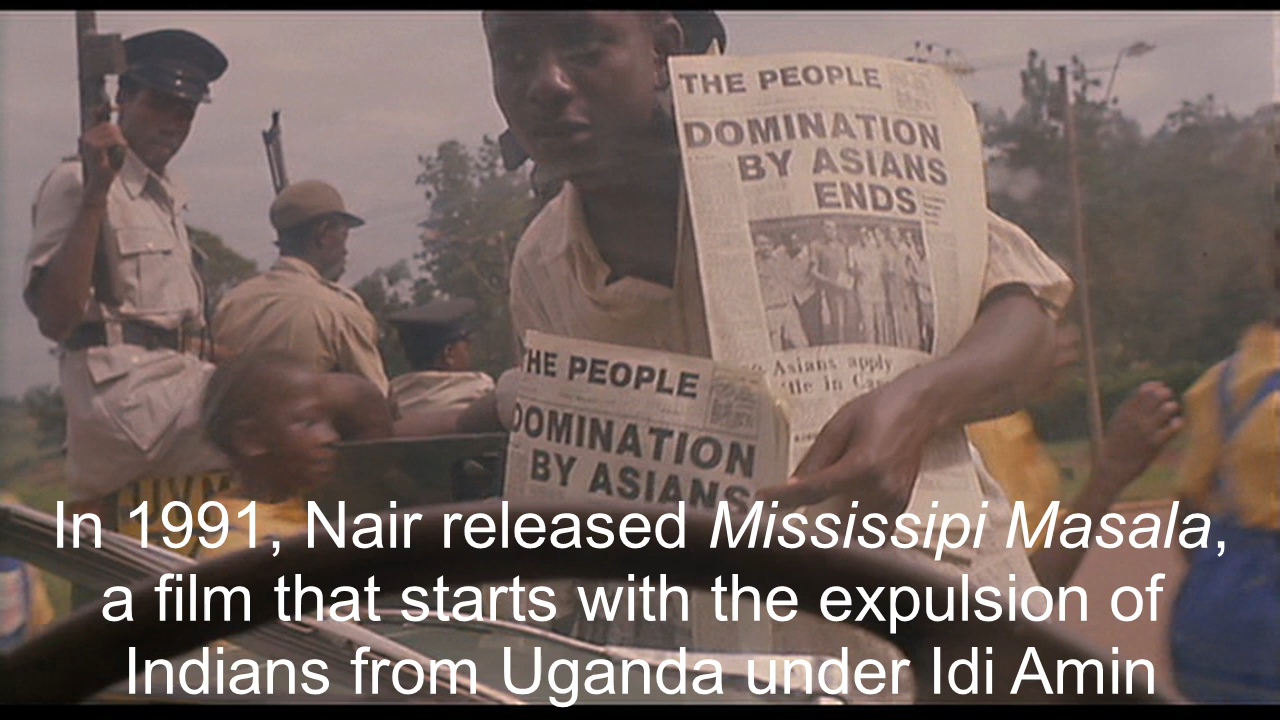 THE PEOPLE
DOMINATION
BY ASIANS
ENDS
Asians apply
THE PEOPLE
DOMINATION
BY ASIANS
In 1991, Nair released Mississipi Masala,
a film that starts with the expulsion of
Indians from Uganda under Idi Amin